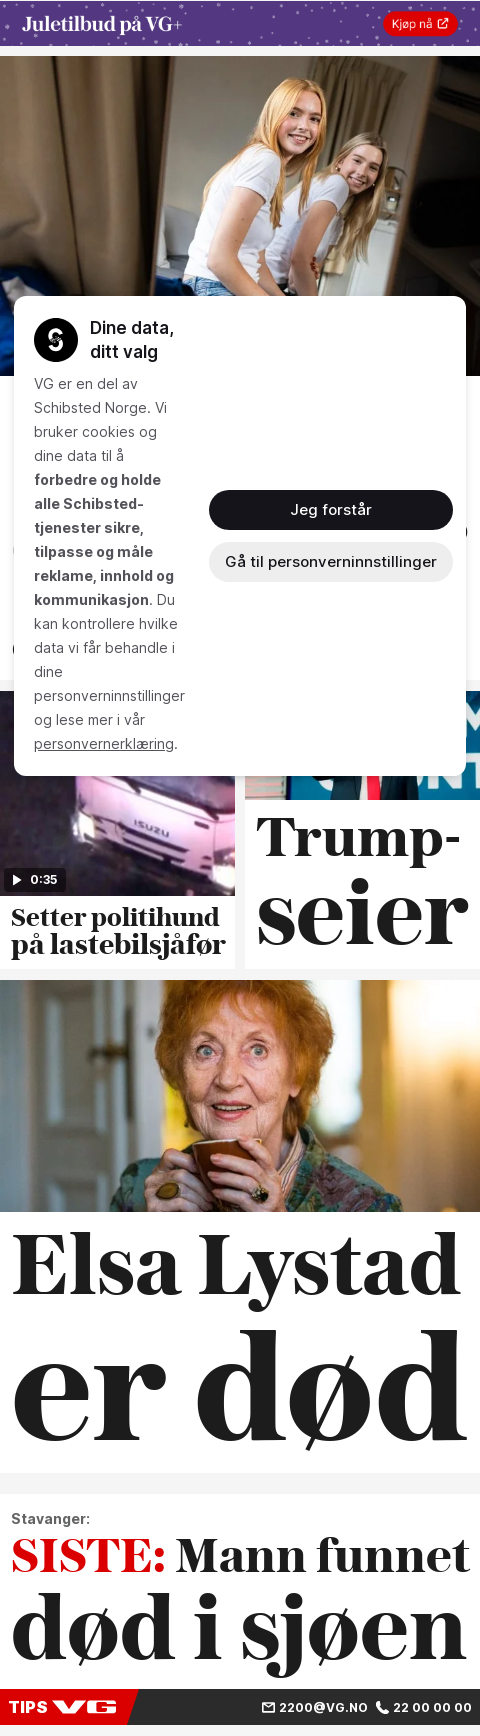 Juletilbud på VG+
Kjøp nå
Dine data,
ditt valg
VG er en del av
Schibsted Norge. Vi
bruker cookies og
dine data til å
forbedre og holde
alle Schibsted-
tjenester sikre,
tilpasse og måle
reklame, innhold og
kommunikasjon. Du
kan kontrollere hvilke
data vi får behandle i
dine
personverninnstillinger
og lese mer i vår
personvernerklæring.
Jeg forstår
Gå til personverninnstillinger
ISUZU
0:35
Setter politihund
på lastebilsjåfør
Trump-
seier
Elsa Lystad
er død
Stavanger:
SISTE: Mann funnet
død i sjøen
TIPS VG
2200@VG.NO 22 00 00 00